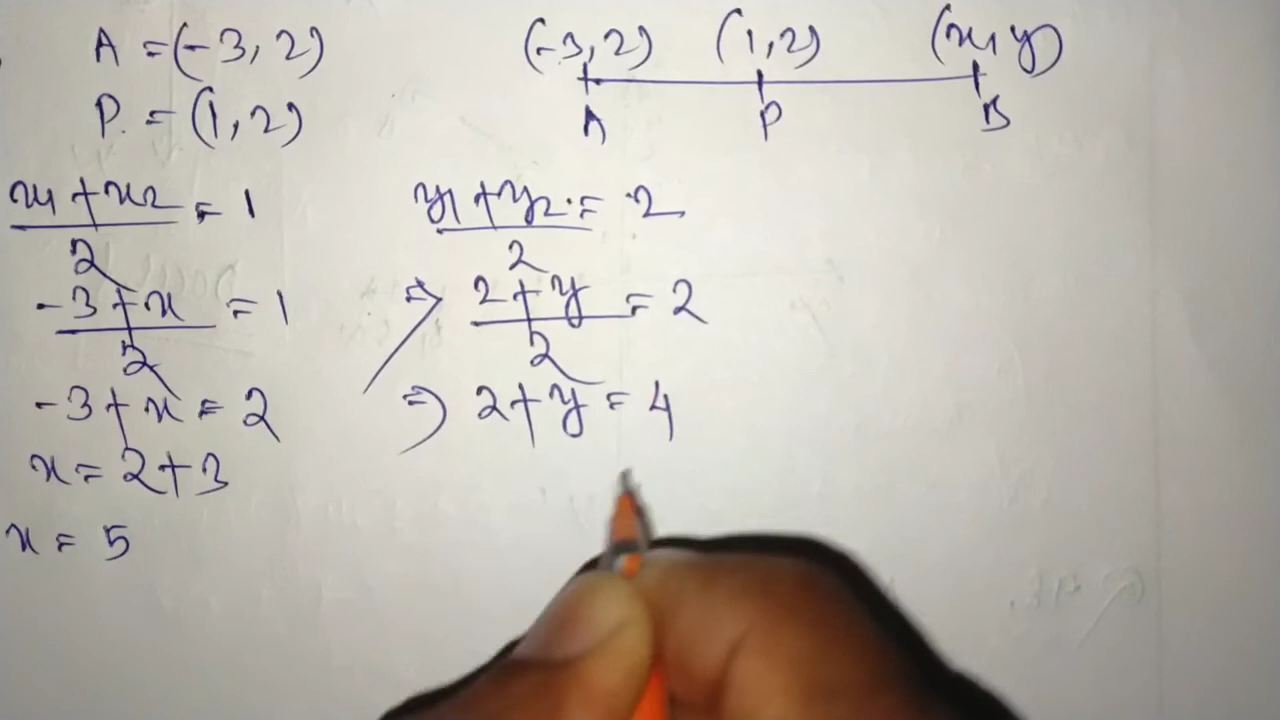 A = (-3, 2)
P. = (1, 2)
(-3, 2) (1, 2) (x, y)
A P B
x1 + x2 / 2 = 1
-3 + x / 2 = 1
-3 + x = 2
x = 2 + 3
x = 5
y1 + y2 / 2 = 2
⇒ 2 + y / 2 = 2
⇒ 2 + y = 4